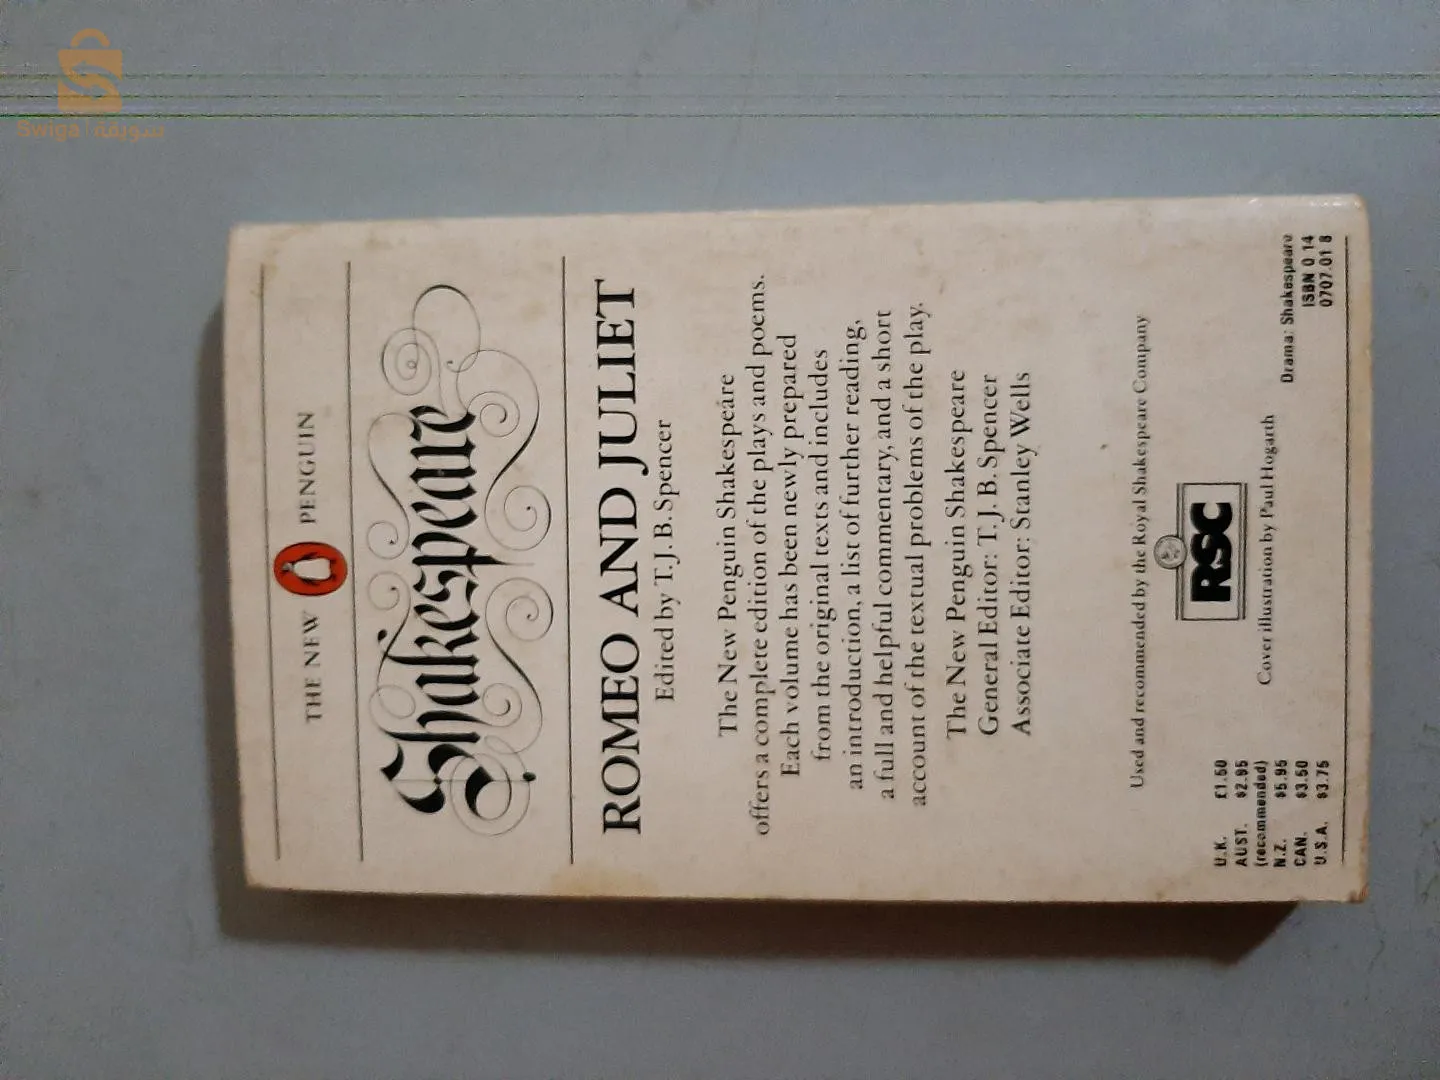 Swiga سويقة
THE NEW PENGUIN
Shakespeare
ROMEO AND JULIET
Edited by T.J.B. Spencer
The New Penguin Shakespeare
offers a complete edition of the plays and poems.
Each volume has been newly prepared
from the original texts and includes
an introduction, a list of further reading,
a full and helpful commentary, and a short
account of the textual problems of the play.
The New Penguin Shakespeare
General Editor: T. J. B. Spencer
Associate Editor: Stanley Wells
Used and recommended by the Royal Shakespeare Company
RSC
Cover illustration by Paul Hogarth
U.K. £1.50
AUST. $2.95
(recommended)
N.Z. $5.95
CAN. $3.50
U.S.A. $3.75
Drama: Shakespeare
ISBN 0 14
0707.01 8